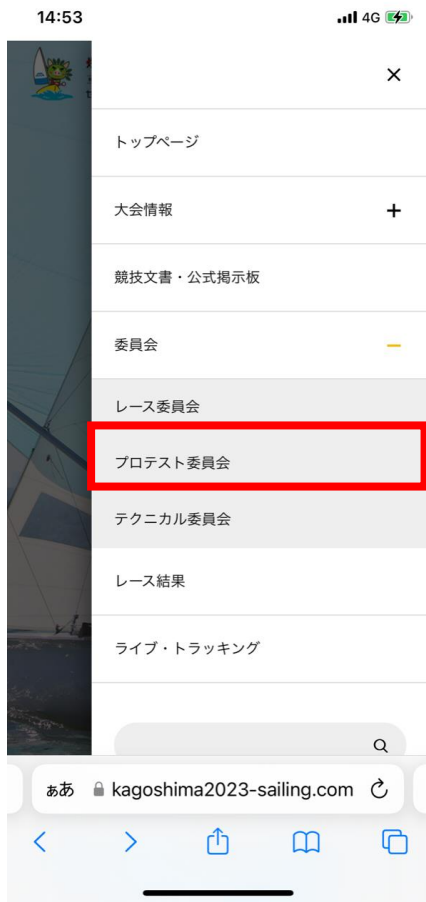 14:53
4G
トップページ
大会情報
競技文書・公式掲示板
委員会
レース委員会
プロテスト委員会
テクニカル委員会
レース結果
ライブ・トラッキング
ぁあ kagoshima2023-sailing.com